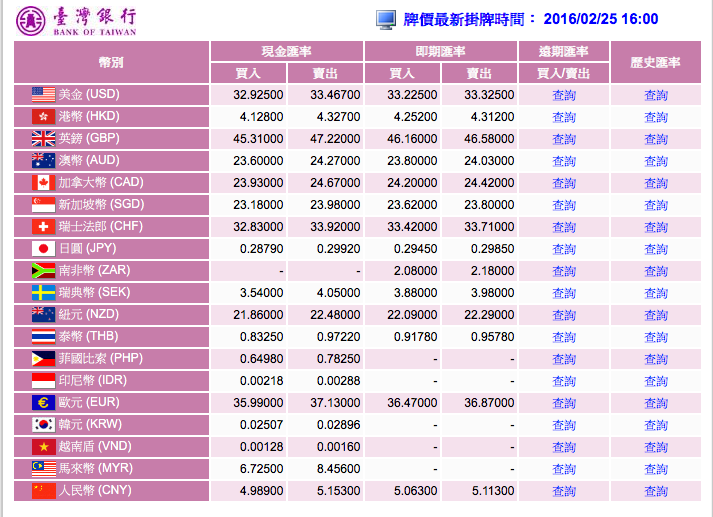 臺灣銀行
BANK OF TAIWAN
牌價最新掛牌時間： 2016/02/25 16:00
幣別 現金匯率 即期匯率 遠期匯率 歷史匯率
買入 賣出 買入 賣出 買入/賣出
美金 (USD) 32.92500 33.46700 33.22500 33.32500 查詢 查詢
港幣 (HKD) 4.12800 4.32700 4.25200 4.31200 查詢 查詢
英鎊 (GBP) 45.31000 47.22000 46.16000 46.58000 查詢 查詢
澳幣 (AUD) 23.60000 24.27000 23.80000 24.03000 查詢 查詢
加拿大幣 (CAD) 23.93000 24.67000 24.20000 24.42000 查詢 查詢
新加坡幣 (SGD) 23.18000 23.98000 23.62000 23.80000 查詢 查詢
瑞士法郎 (CHF) 32.83000 33.92000 33.42000 33.71000 查詢 查詢
日圓 (JPY) 0.28790 0.29920 0.29450 0.29850 查詢 查詢
南非幣 (ZAR) - - 2.08000 2.18000 查詢 查詢
瑞典幣 (SEK) 3.54000 4.05000 3.88000 3.98000 查詢 查詢
紐元 (NZD) 21.86000 22.48000 22.09000 22.29000 查詢 查詢
泰幣 (THB) 0.83250 0.97220 0.91780 0.95780 查詢 查詢
菲國比索 (PHP) 0.64980 0.78250 - - 查詢 查詢
印尼幣 (IDR) 0.00218 0.00288 - - 查詢 查詢
歐元 (EUR) 35.99000 37.13000 36.47000 36.87000 查詢 查詢
韓元 (KRW) 0.02507 0.02896 - - 查詢 查詢
越南盾 (VND) 0.00128 0.00160 - - 查詢 查詢
馬來幣 (MYR) 6.72500 8.45600 - - 查詢 查詢
人民幣 (CNY) 4.98900 5.15300 5.06300 5.11300 查詢 查詢